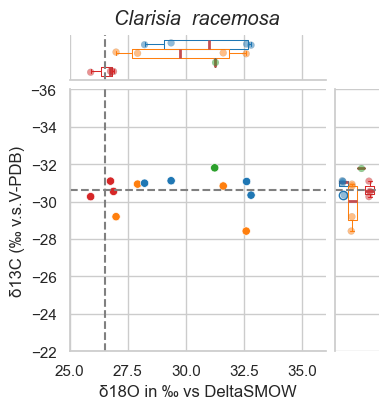 Clarisia racemosa
−36
−34
−32
−30
−28
−26
−24
−22
δ13C (‰ v.s.V-PDB)
25.0 27.5 30.0 32.5 35.0
δ18O in ‰ vs DeltaSMOW